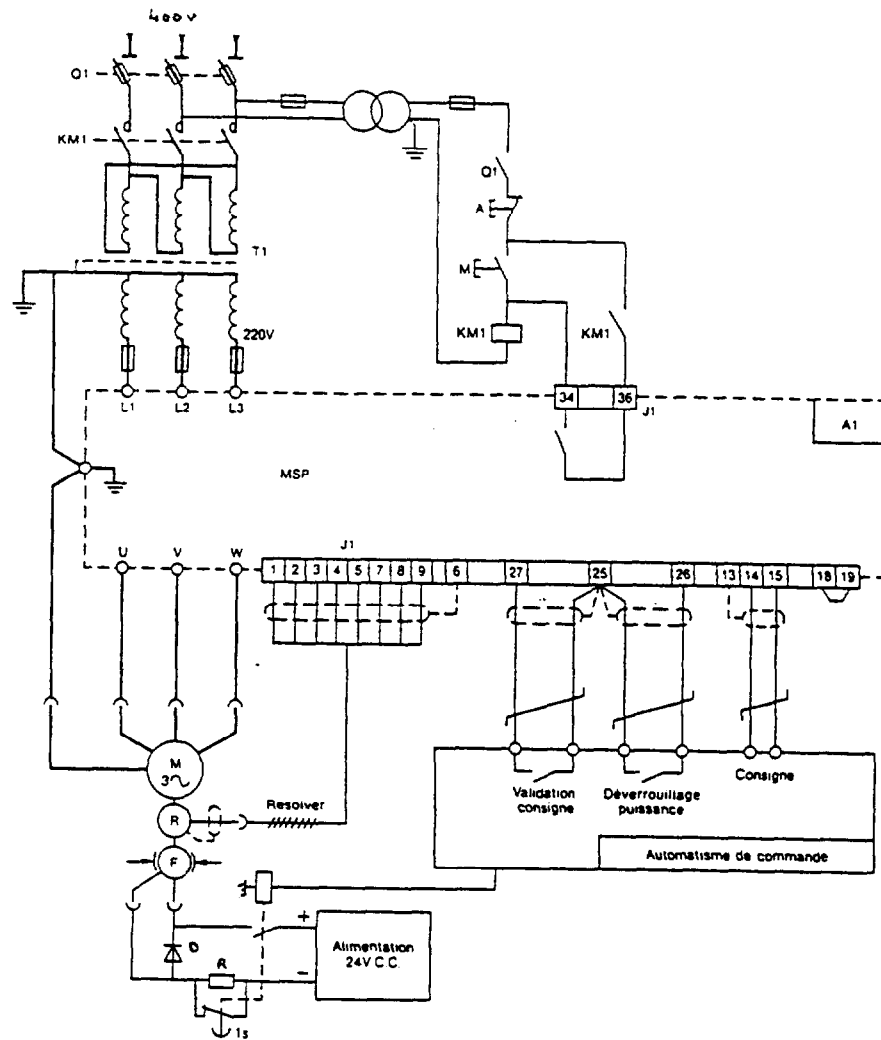 400V
Q1
KM1
Q1
A
T1
M
220V
KM1
KM1
L1 L2 L3
34 36
J1
A1
MSP
U V W
J1
1 2 3 4 5 7 8 9 6 27 25 26 13 14 15 18 19
M
3~
Resolver
R
F
Validation
consigne
Déverrouillage
puissance
Consigne
Automatisme de commande
+
D
Alimentation
24V C.C.
R
-
1s